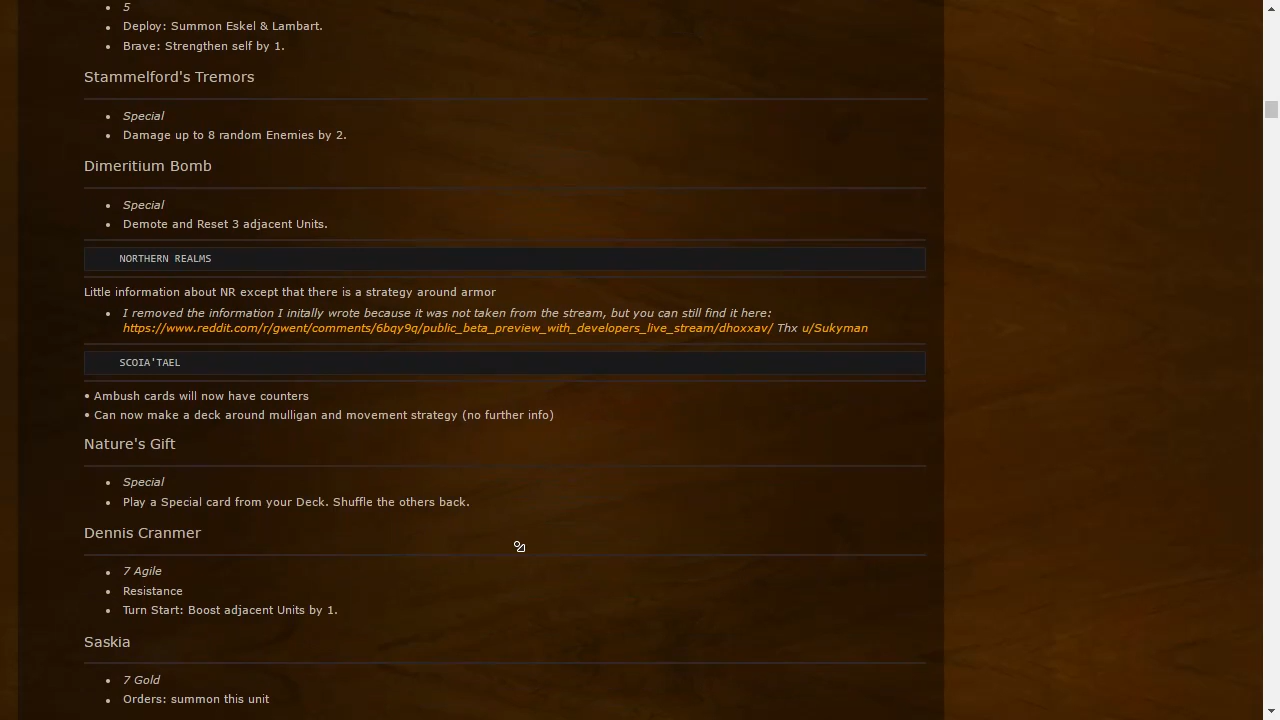 5
Deploy: Summon Eskel & Lambart.
Brave: Strengthen self by 1.
Stammelford's Tremors
Special
Damage up to 8 random Enemies by 2.
Dimeritium Bomb
Special
Demote and Reset 3 adjacent Units.
NORTHERN REALMS
Little information about NR except that there is a strategy around armor
I removed the information I initally wrote because it was not taken from the stream, but you can still find it here:
https://www.reddit.com/r/gwent/comments/6bqy9q/public_beta_preview_with_developers_live_stream/dhoxxav/ Thx u/Sukyman
SCOIA'TAEL
• Ambush cards will now have counters
• Can now make a deck around mulligan and movement strategy (no further info)
Nature's Gift
Special
Play a Special card from your Deck. Shuffle the others back.
Dennis Cranmer
7 Agile
Resistance
Turn Start: Boost adjacent Units by 1.
Saskia
7 Gold
Orders: summon this unit